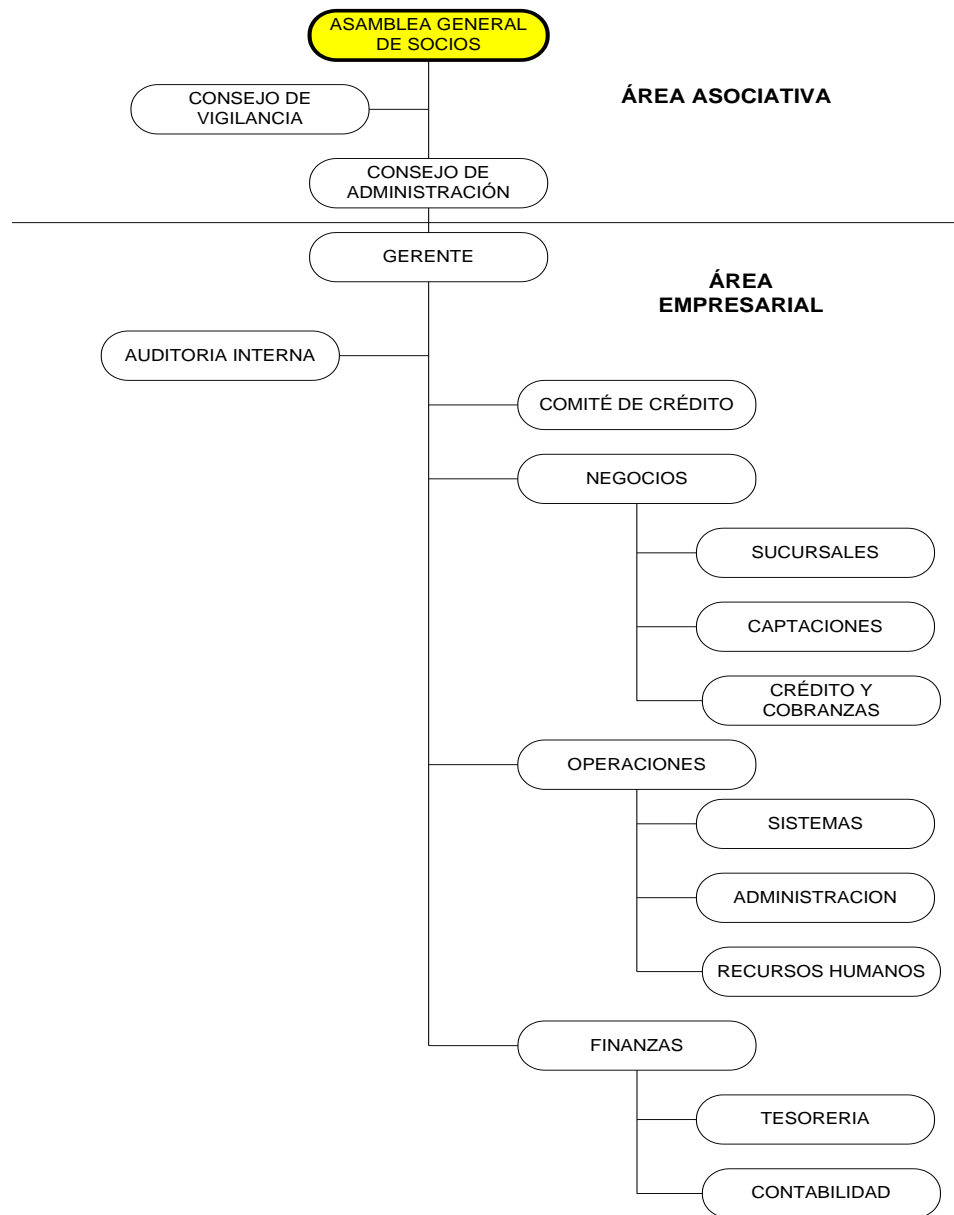 ASAMBLEA GENERAL
DE SOCIOS
CONSEJO DE
VIGILANCIA
ÁREA ASOCIATIVA
CONSEJO DE
ADMINISTRACIÓN
GERENTE
ÁREA
EMPRESARIAL
AUDITORIA INTERNA
COMITÉ DE CRÉDITO
NEGOCIOS
SUCURSALES
CAPTACIONES
CRÉDITO Y
COBRANZAS
OPERACIONES
SISTEMAS
ADMINISTRACION
RECURSOS HUMANOS
FINANZAS
TESORERIA
CONTABILIDAD